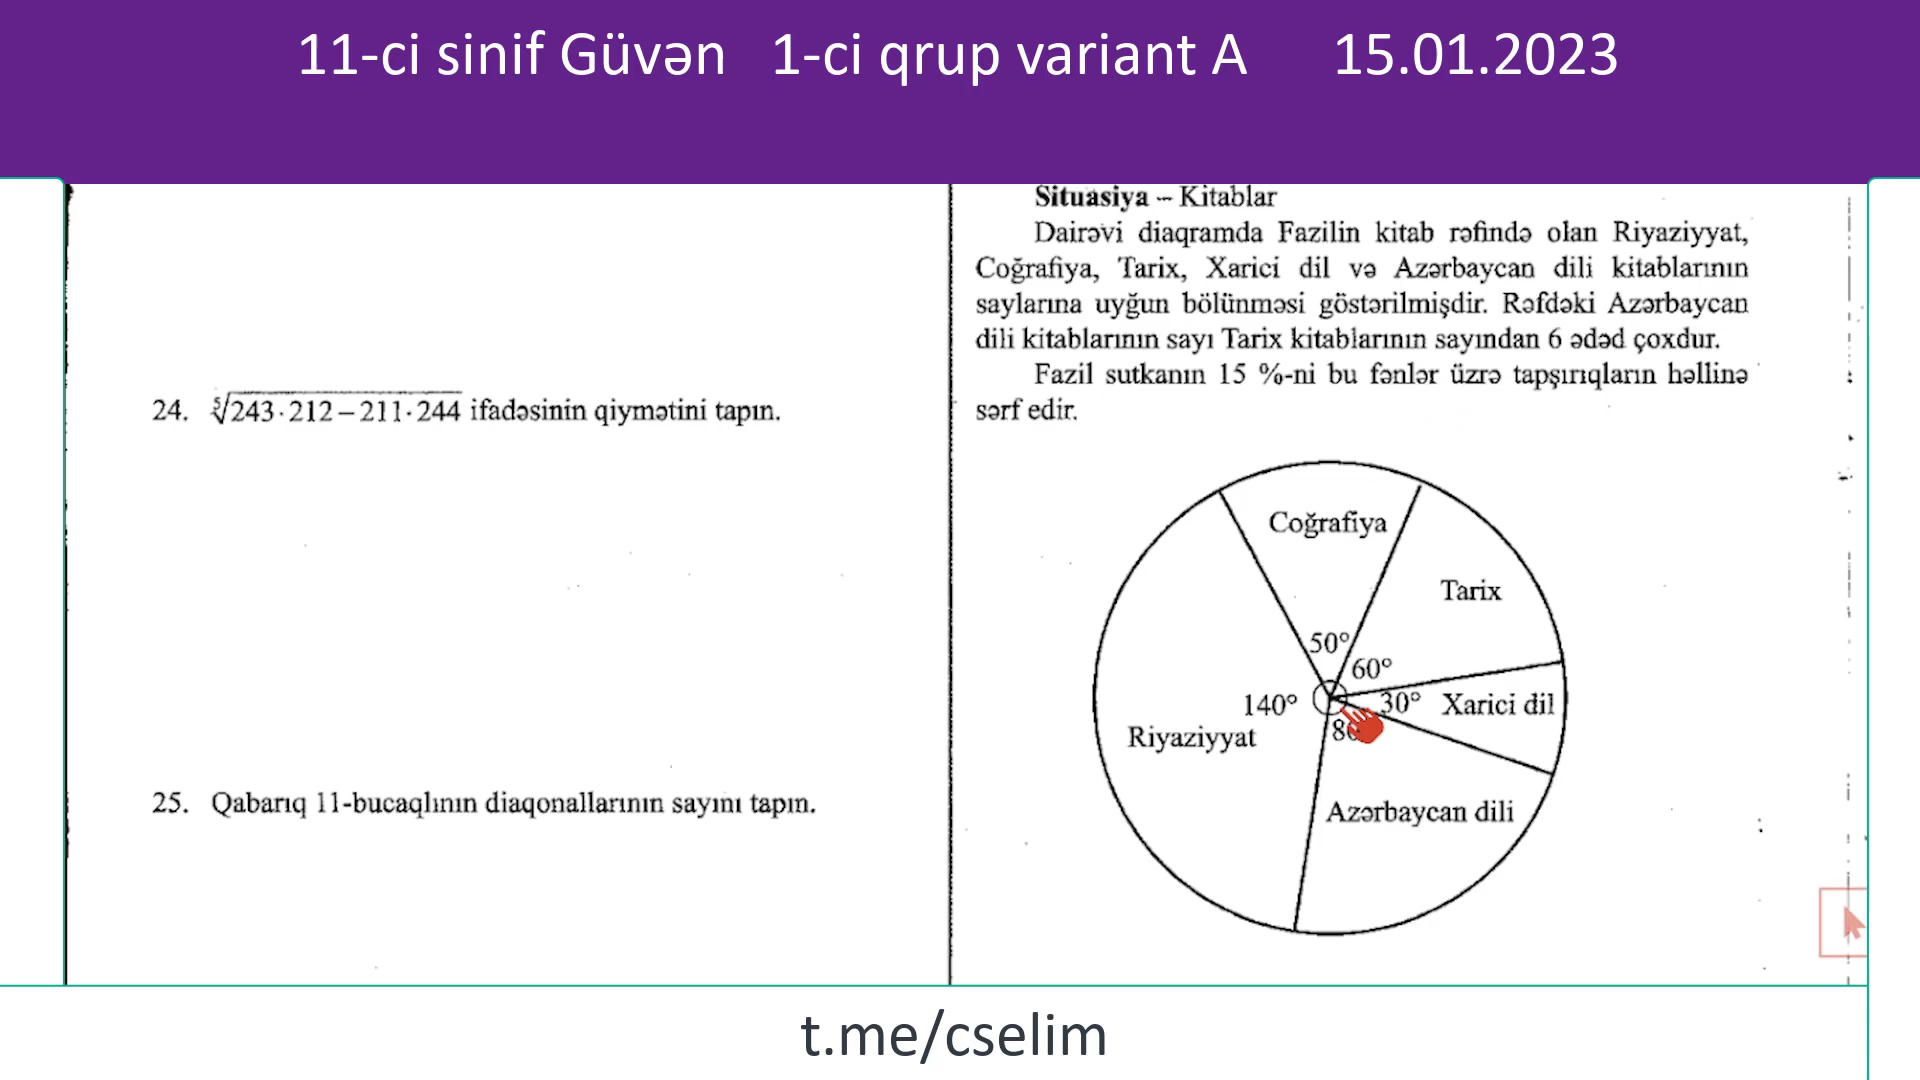 11-ci sinif Güvən 1-ci qrup variant A 15.01.2023
24. ⁵√243·212–211·244 ifadəsinin qiymətini tapın.
25. Qabarıq 11-bucaqlının diaqonallarının sayını tapın.
Situasiya – Kitablar
Dairəvi diaqramda Fazilin kitab rəfində olan Riyaziyyat,
Coğrafiya, Tarix, Xarici dil və Azərbaycan dili kitablarının
saylarına uyğun bölünməsi göstərilmişdir. Rəfdəki Azərbaycan
dili kitablarının sayı Tarix kitablarının sayından 6 ədəd çoxdur.
Fazil sutkanın 15 %-ni bu fənlər üzrə tapşırıqların həllinə
sərf edir.
Coğrafiya
Tarix
50°
60°
140°
30° Xarici dil
Riyaziyyat
Azərbaycan dili
t.me/cselim